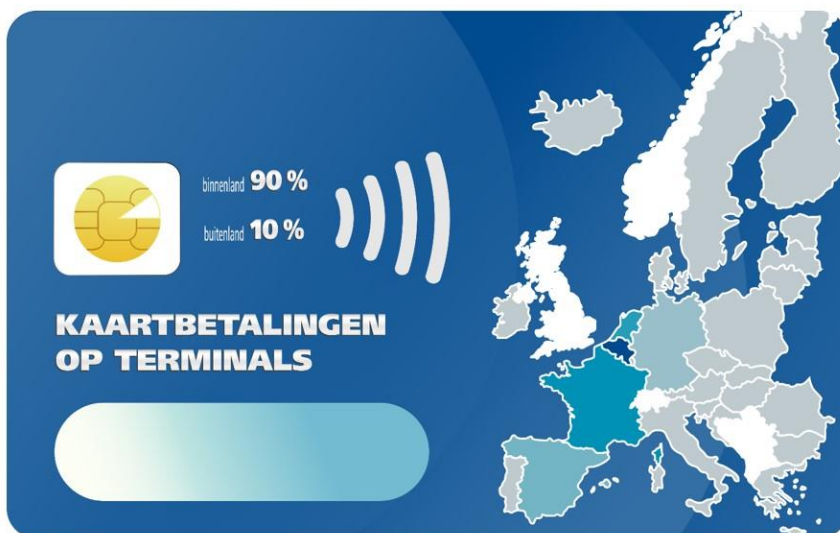 binnenland 90 %
buitenland 10 %
KAARTBETALINGEN
OP TERMINALS